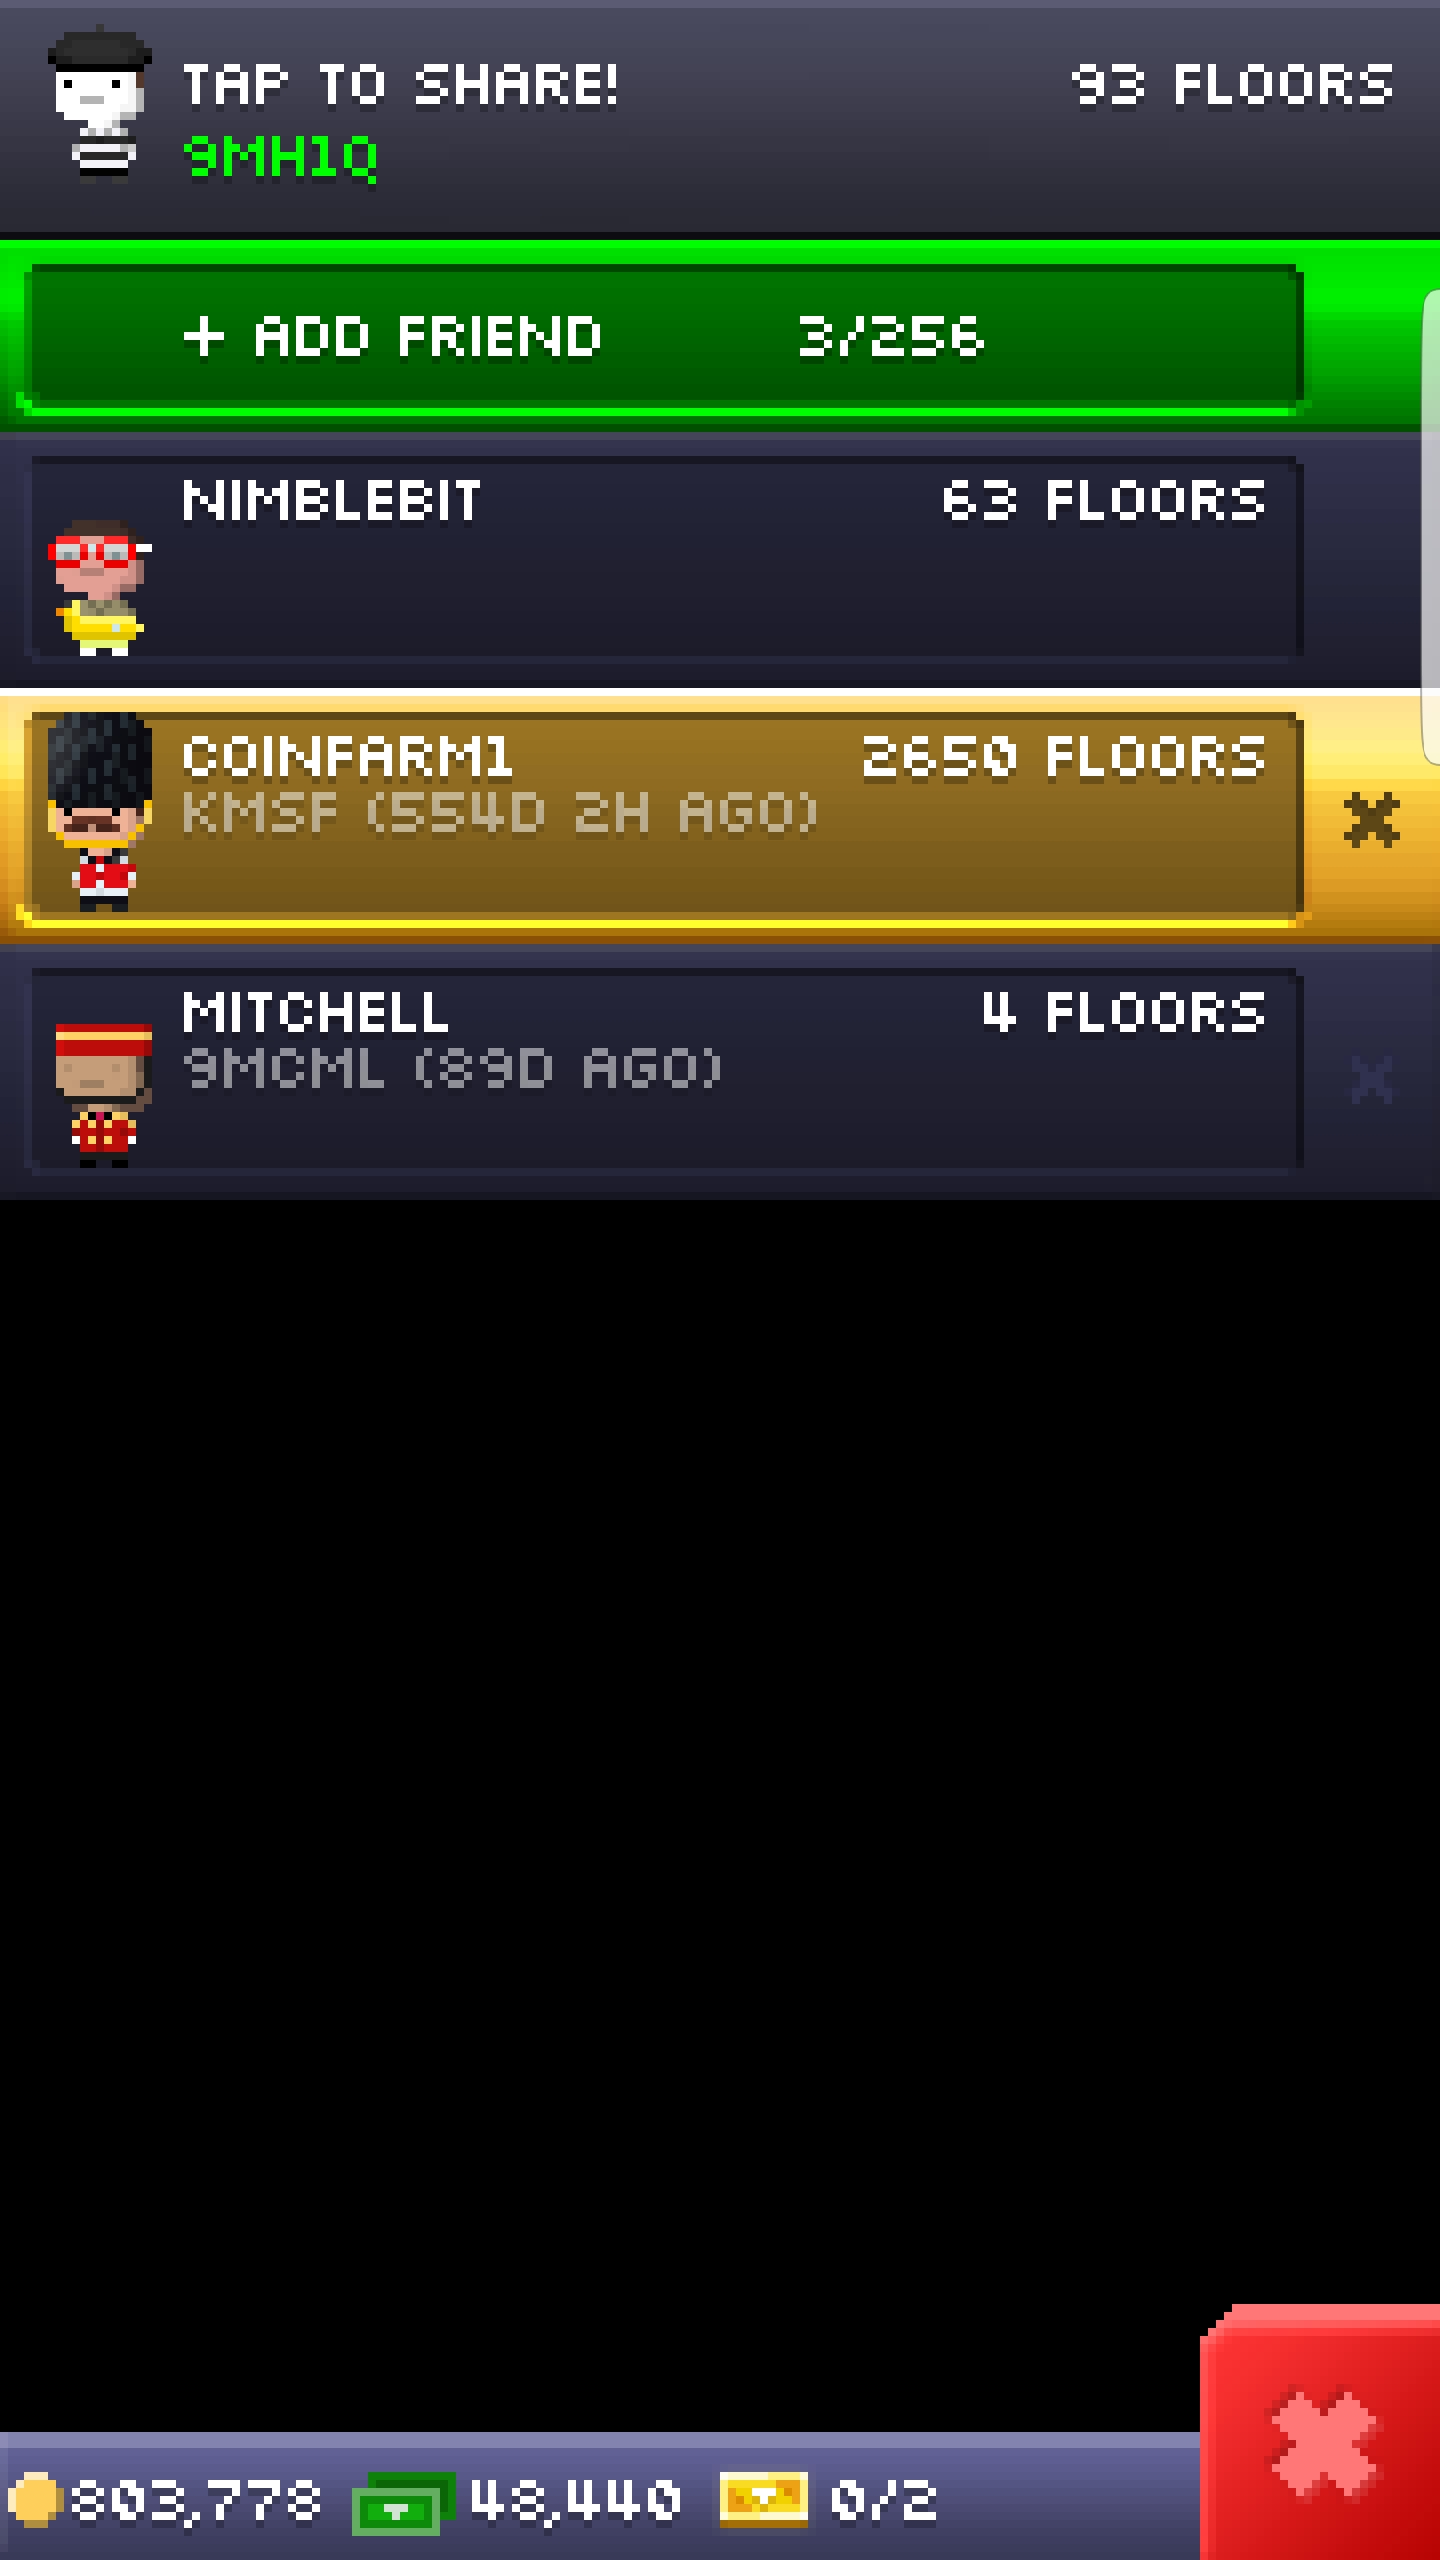 TAP TO SHARE! 93 FLOORS
9MH1Q
+ ADD FRIEND 3/256
NIMBLEBIT 63 FLOORS
COINFARM1 2650 FLOORS
KMSF (554D 2H AGO)
MITCHELL 4 FLOORS
9MCML (89D AGO)
803,778 48,440 0/2